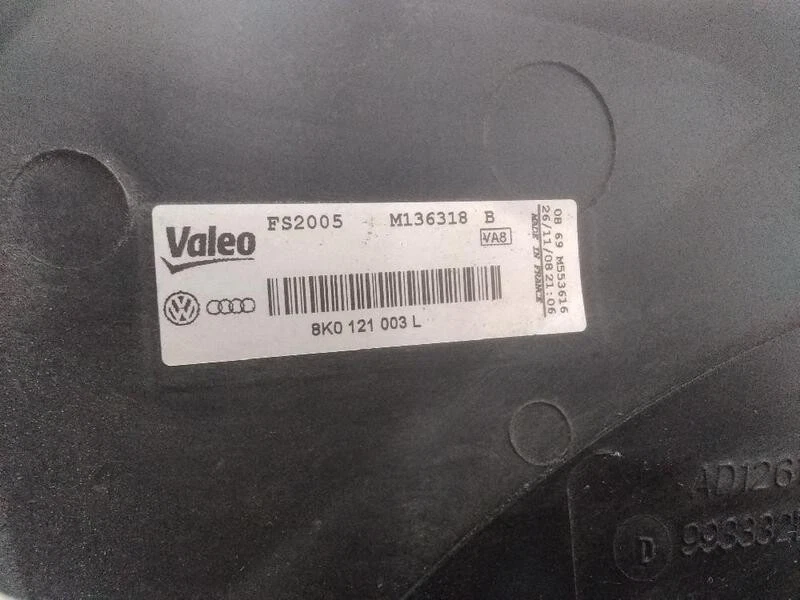 Valeo
FS2005 M136318 B
VA8
8K0 121 003 L
08 69 M553616
26/11/08 21:06
MADE IN FRANCE
AD126
D 993332